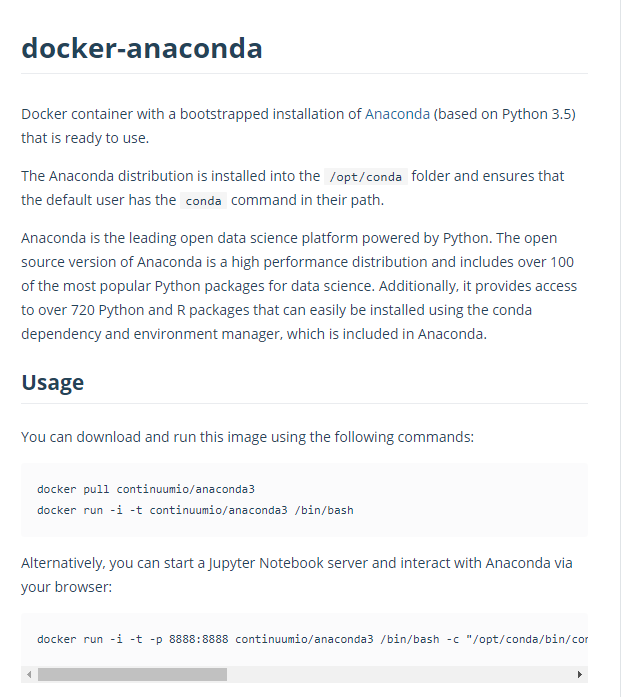 docker-anaconda
Docker container with a bootstrapped installation of Anaconda (based on Python 3.5)
that is ready to use.
The Anaconda distribution is installed into the /opt/conda folder and ensures that
the default user has the conda command in their path.
Anaconda is the leading open data science platform powered by Python. The open
source version of Anaconda is a high performance distribution and includes over 100
of the most popular Python packages for data science. Additionally, it provides access
to over 720 Python and R packages that can easily be installed using the conda
dependency and environment manager, which is included in Anaconda.
Usage
You can download and run this image using the following commands:
docker pull continuumio/anaconda3
docker run -i -t continuumio/anaconda3 /bin/bash
Alternatively, you can start a Jupyter Notebook server and interact with Anaconda via
your browser:
docker run -i -t -p 8888:8888 continuumio/anaconda3 /bin/bash -c "/opt/conda/bin/con